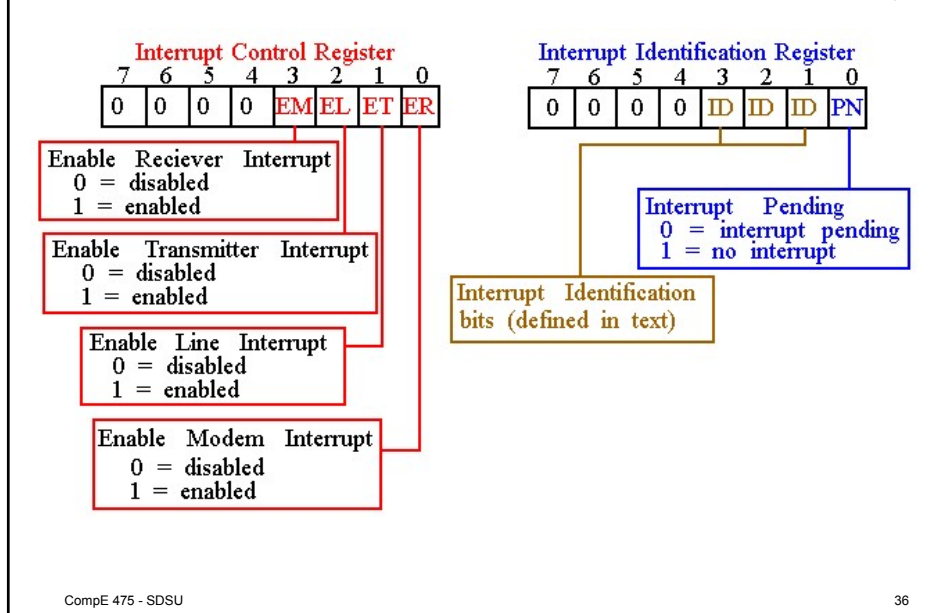 Interrupt Control Register
7 6 5 4 3 2 1 0
0 0 0 0 EM EL ET ER
Enable Reciever Interrupt
0 = disabled
1 = enabled
Enable Transmitter Interrupt
0 = disabled
1 = enabled
Enable Line Interrupt
0 = disabled
1 = enabled
Enable Modem Interrupt
0 = disabled
1 = enabled
Interrupt Identification Register
7 6 5 4 3 2 1 0
0 0 0 0 ID ID ID PN
Interrupt Pending
0 = interrupt pending
1 = no interrupt
Interrupt Identification
bits (defined in text)
CompE 475 - SDSU
36